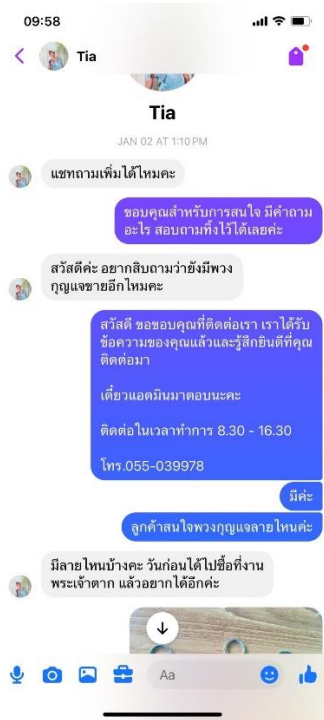 09:58
Tia
Tia
JAN 02 AT 1:10 PM
แชทถามเพิ่มได้ไหมคะ
ขอบคุณสำหรับการสนใจ มีคำถาม
อะไร สอบถามทิ้งไว้ได้เลยค่ะ
สวัสดีค่ะ อยากสิบถามว่ายังมีพวง
กุญแจขายอีกไหมคะ
สวัสดี ขอขอบคุณที่ติดต่อเรา เราได้รับ
ข้อความของคุณแล้วและรู้สึกยินดีที่คุณ
ติดต่อมา
เดี๋ยวแอดมินมาตอบนะคะ
ติดต่อในเวลาทำการ 8.30 - 16.30
โทร.055-039978
มีค่ะ
ลูกค้าสนใจพวงกุญแจลายไหนค่ะ
มีลายไหนบ้างคะ วันก่อนได้ไปซื้อที่งาน
พระเจ้าตาก แล้วอยากได้อีกค่ะ
Aa